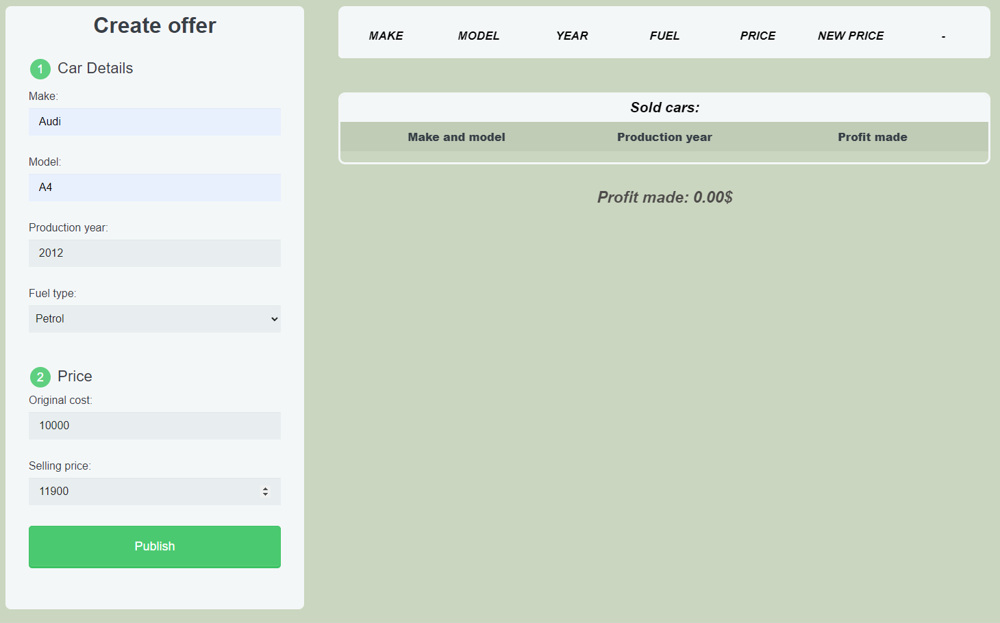 Create offer
1 Car Details
Make:
Audi
Model:
A4
Production year:
2012
Fuel type:
Petrol
2 Price
Original cost:
10000
Selling price:
11900
Publish
MAKE MODEL YEAR FUEL PRICE NEW PRICE -
Sold cars:
Make and model Production year Profit made
Profit made: 0.00$